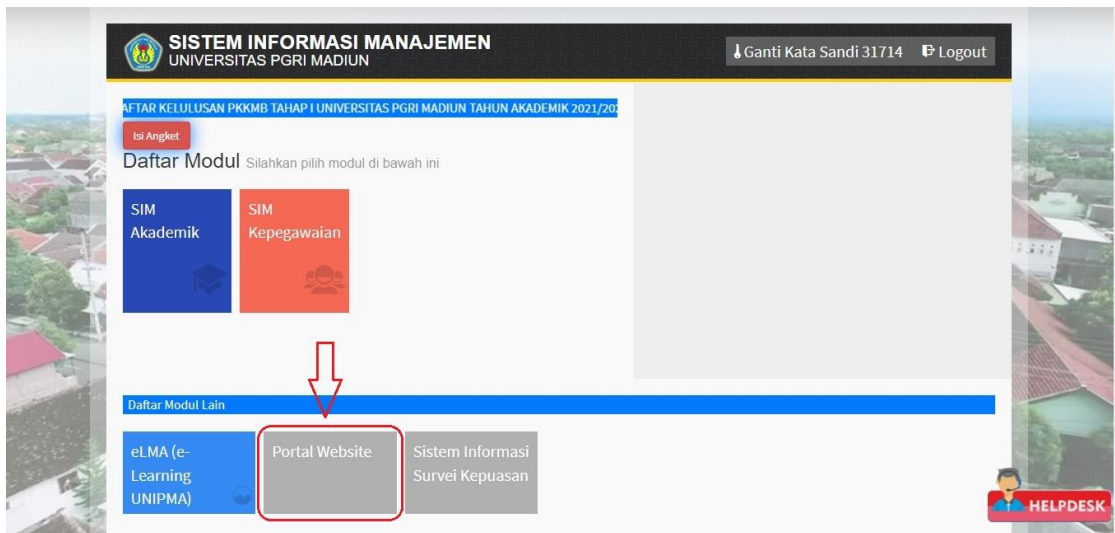 SISTEM INFORMASI MANAJEMEN
UNIVERSITAS PGRI MADIUN
Ganti Kata Sandi 31714 Logout
AFTAR KELULUSAN PKKMB TAHAP I UNIVERSITAS PGRI MADIUN TAHUN AKADEMIK 2021/202
Isi Angket
Daftar Modul Silahkan pilih modul di bawah ini
SIM
Akademik
SIM
Kepegawaian
Daftar Modul Lain
eLMA (e-
Learning
UNIPMA)
Portal Website
Sistem Informasi
Survei Kepuasan
HELPDESK